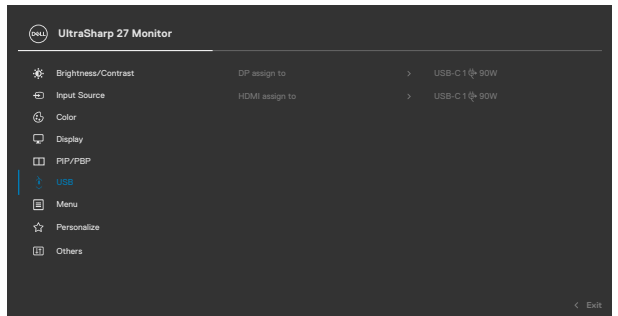 DELL UltraSharp 27 Monitor
Brightness/Contrast DP assign to > USB-C 1 90W
Input Source HDMI assign to > USB-C 1 90W
Color
Display
PIP/PBP
USB
Menu
Personalize
Others
< Exit